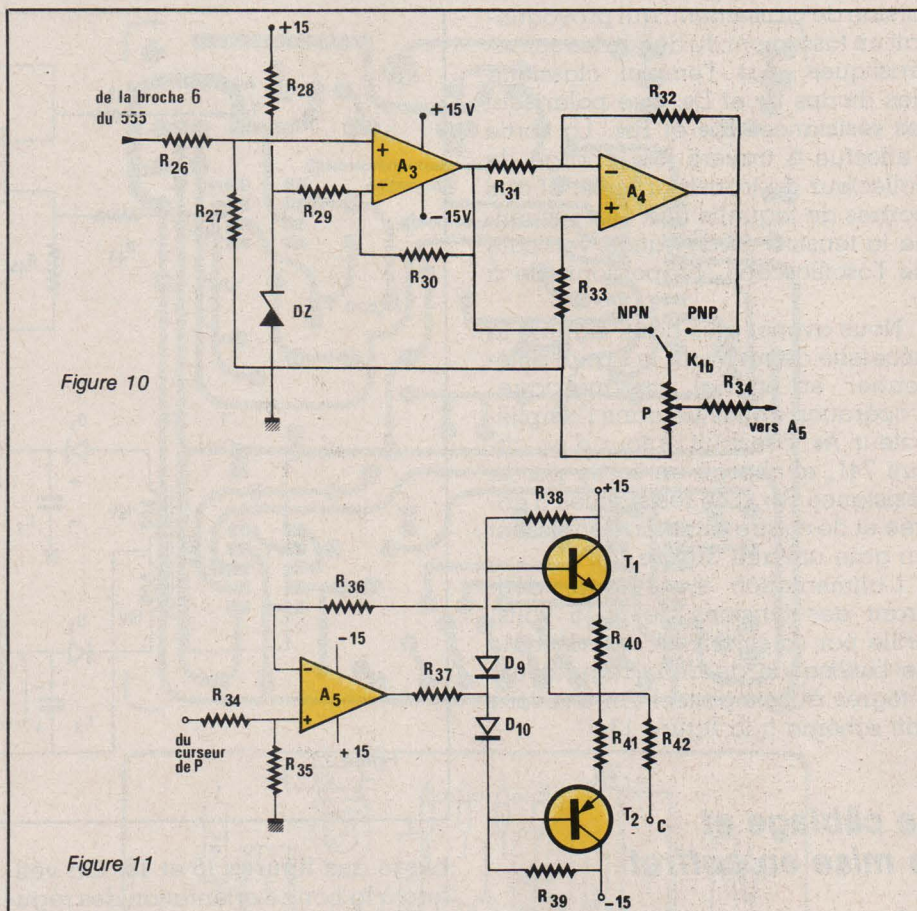 +15
R28
de la broche 6
du 555
R26
R27
R29
+15V
+
−
A3
−15V
R30
R31
R32
−
+
A4
R33
DZ
NPN
PNP
K1b
P
R34
vers A5
Figure 10
+15
R38
T1
R36
−15
−
+
A5
+15
R34
du
curseur
de P
R35
R37
D9
D10
R40
R41
R42
T2
C
R39
−15
Figure 11